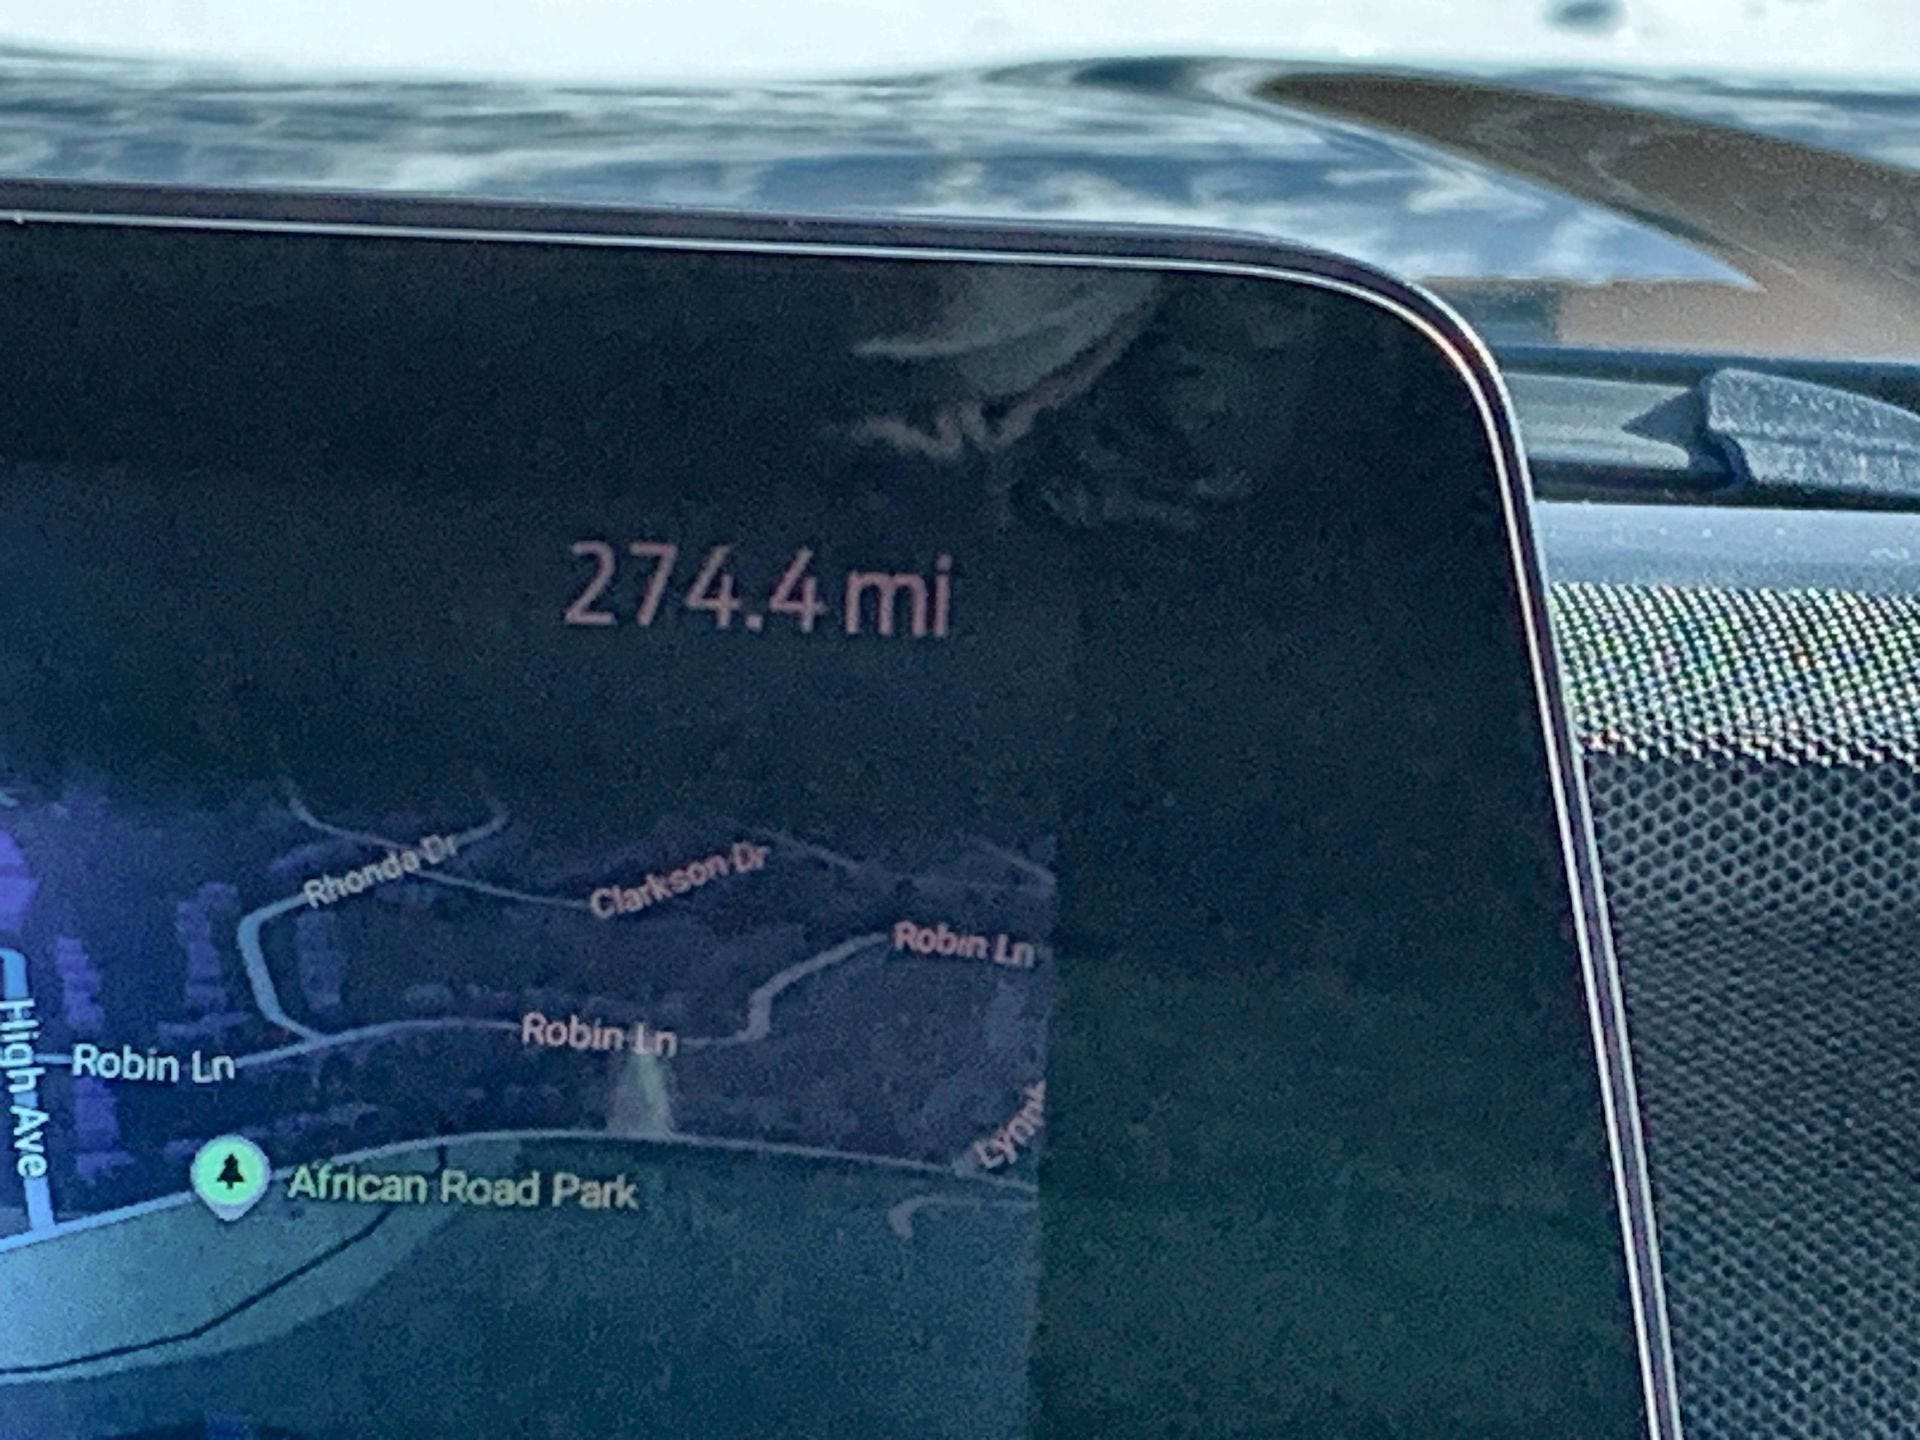 274.4 mi
Rhonda Dr
Clarkson Dr
Robin Ln
Robin Ln
Robin Ln
High Ave
African Road Park